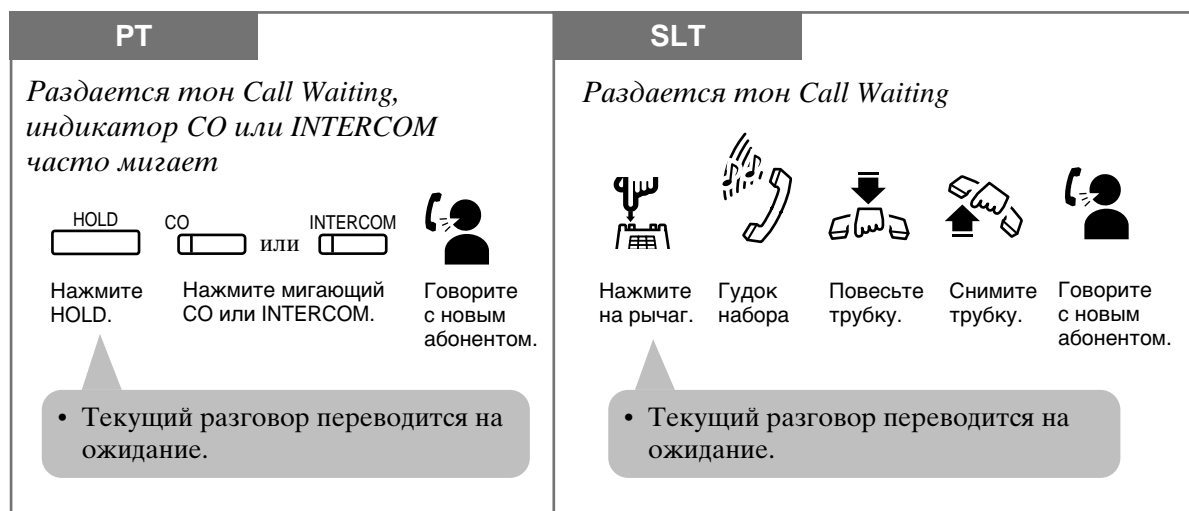 PT
Раздается тон Call Waiting,
индикатор CO или INTERCOM
часто мигает
HOLD
CO
или
INTERCOM
Нажмите
HOLD.
Нажмите мигающий
CO или INTERCOM.
Говорите
с новым
абонентом.
• Текущий разговор переводится на
ожидание.
SLT
Раздается тон Call Waiting
Нажмите
на рычаг.
Гудок
набора
Повесьте
трубку.
Снимите
трубку.
Говорите
с новым
абонентом.
• Текущий разговор переводится на
ожидание.